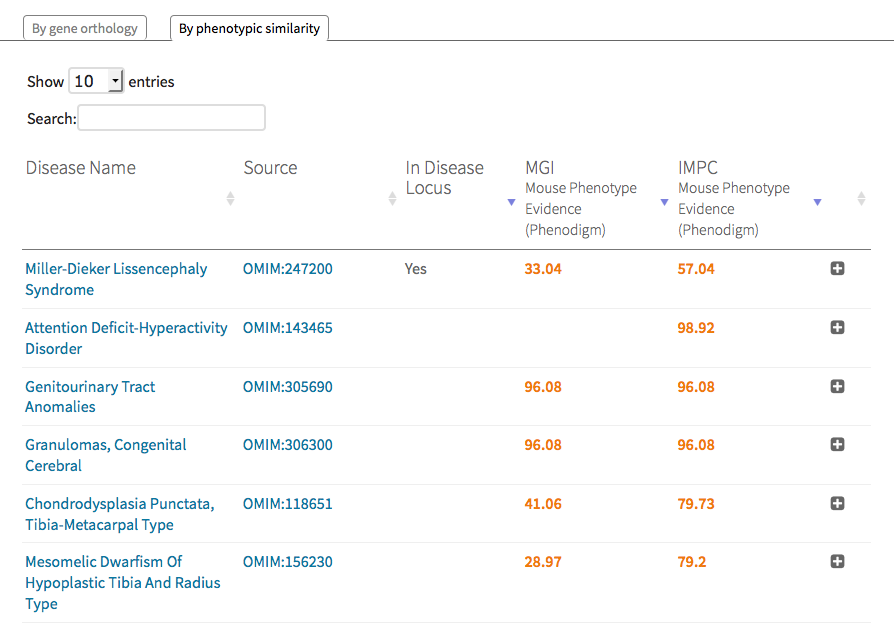 By gene orthology
By phenotypic similarity
Show 10 entries
Search:
Disease Name
Source
In Disease
Locus
MGI
Mouse Phenotype
Evidence
(Phenodigm)
IMPC
Mouse Phenotype
Evidence
(Phenodigm)
Miller-Dieker Lissencephaly
Syndrome
OMIM:247200
Yes
33.04
57.04
Attention Deficit-Hyperactivity
Disorder
OMIM:143465
98.92
Genitourinary Tract
Anomalies
OMIM:305690
96.08
96.08
Granulomas, Congenital
Cerebral
OMIM:306300
96.08
96.08
Chondrodysplasia Punctata,
Tibia-Metacarpal Type
OMIM:118651
41.06
79.73
Mesomelic Dwarfism Of
Hypoplastic Tibia And Radius
Type
OMIM:156230
28.97
79.2